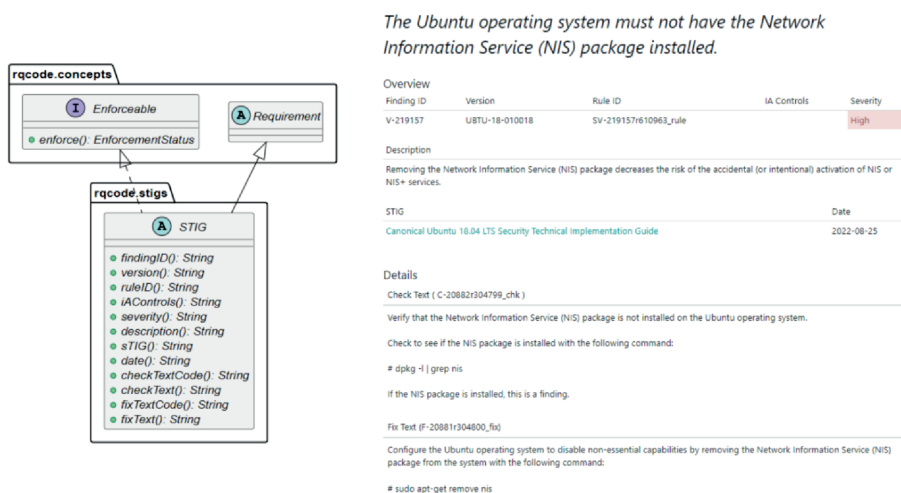 rqcode.concepts
I Enforceable
enforce(): EnforcementStatus
A Requirement
rqcode.stigs
A STIG
findingID(): String
version(): String
ruleID(): String
iAControls(): String
severity(): String
description(): String
sTIG(): String
date(): String
checkTextCode(): String
checkText(): String
fixTextCode(): String
fixText(): String
The Ubuntu operating system must not have the Network
Information Service (NIS) package installed.
Overview
Finding ID Version Rule ID IA Controls Severity
V-219157 UBTU-18-010018 SV-219157r610963_rule High
Description
Removing the Network Information Service (NIS) package decreases the risk of the accidental (or intentional) activation of NIS or
NIS+ services.
STIG Date
Canonical Ubuntu 18.04 LTS Security Technical Implementation Guide 2022-08-25
Details
Check Text ( C-20882r304799_chk )
Verify that the Network Information Service (NIS) package is not installed on the Ubuntu operating system.
Check to see if the NIS package is installed with the following command:
# dpkg -l | grep nis
If the NIS package is installed, this is a finding.
Fix Text (F-20881r304800_fix)
Configure the Ubuntu operating system to disable non-essential capabilities by removing the Network Information Service (NIS)
package from the system with the following command:
# sudo apt-get remove nis